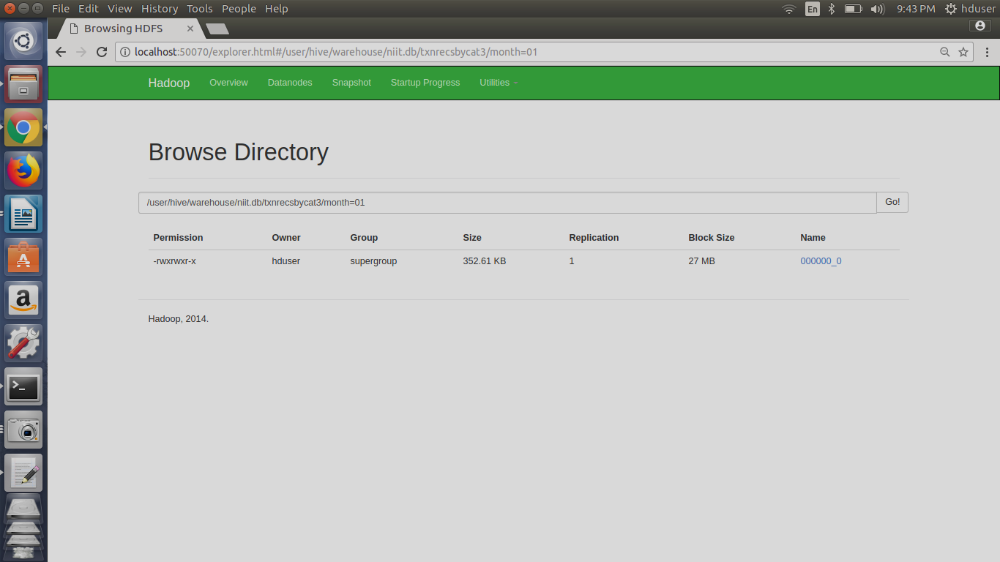 File Edit View History Tools People Help
En
9:43 PM
hduser
Browsing HDFS
localhost:50070/explorer.html#/user/hive/warehouse/niit.db/txnrecsbycat3/month=01
Hadoop Overview Datanodes Snapshot Startup Progress Utilities
Browse Directory
/user/hive/warehouse/niit.db/txnrecsbycat3/month=01 Go!
Permission Owner Group Size Replication Block Size Name
-rwxrwxr-x hduser supergroup 352.61 KB 1 27 MB 000000_0
Hadoop, 2014.